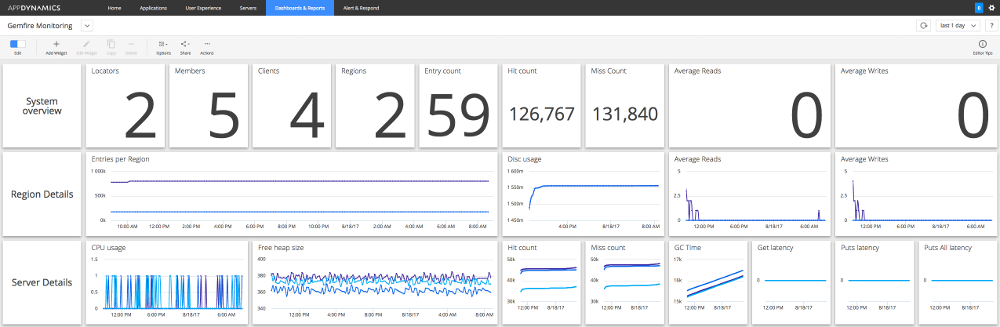 APPDYNAMICS Home Applications User Experience Servers Dashboards & Reports Alert & Respond
Gemfire Monitoring last 1 day ?
Edit Add Widget Edit Widget Copy Delete Options Share Actions Editor Tips
System overview
Locators
2
Members
5
Clients
4
Regions
2
Entry count
59
Hit count
126,767
Miss Count
131,840
Average Reads
0
Average Writes
0
Region Details
Entries per Region
1 000k
500k
0k
10:00 AM 12:00 PM 2:00 PM 4:00 PM 6:00 PM 8:00 PM 10:00 PM 8/18/17 2:00 AM 4:00 AM 6:00 AM 8:00 AM
Disc usage
1 600m
1 550m
1 500m
1 450m
4:00 PM 8/18/17 8:00 AM
Average Reads
5
2.5
0
12:00 PM 6:00 PM 8/18/17 6:00 AM
Average Writes
5
2.5
0
12:00 PM 6:00 PM 8/18/17 6:00 AM
Server Details
CPU usage
1.5
1
0.5
0
12:00 PM 6:00 PM 8/18/17 6:00 AM
Free heap size
400
380
360
340
12:00 PM 4:00 PM 8:00 PM 8/18/17 4:00 AM 8:00 AM
Hit count
50k
40k
30k
12:00 PM 8/18/17
Miss count
50k
40k
30k
12:00 PM 8/18/17
GC Time
17k
16k
15k
12:00 PM 8/18/17
Get latency
0
12:00 PM 8/18/17
Puts latency
0
12:00 PM 8/18/17
Puts All latency
0
12:00 PM 8/18/17